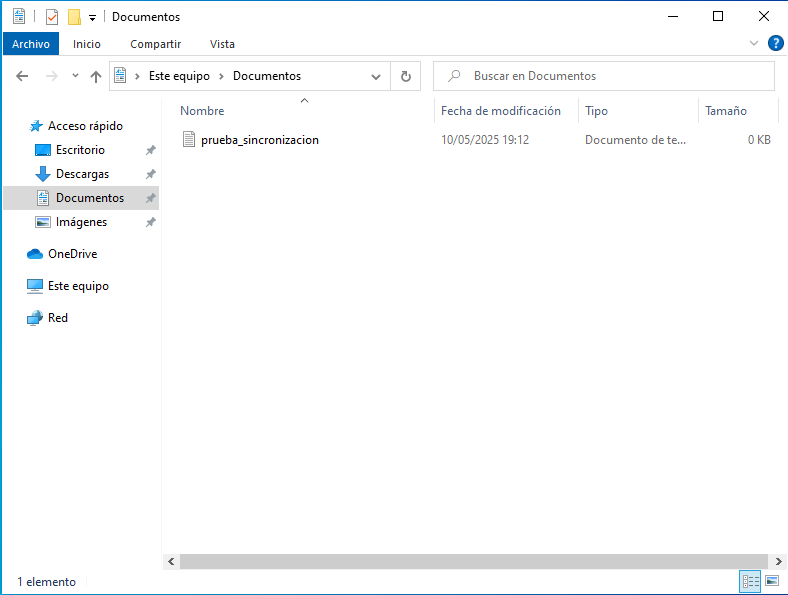 Documentos
Archivo Inicio Compartir Vista
Este equipo Documentos Buscar en Documentos
Nombre Fecha de modificación Tipo Tamaño
prueba_sincronizacion 10/05/2025 19:12 Documento de te... 0 KB
Acceso rápido
Escritorio
Descargas
Documentos
Imágenes
OneDrive
Este equipo
Red
1 elemento